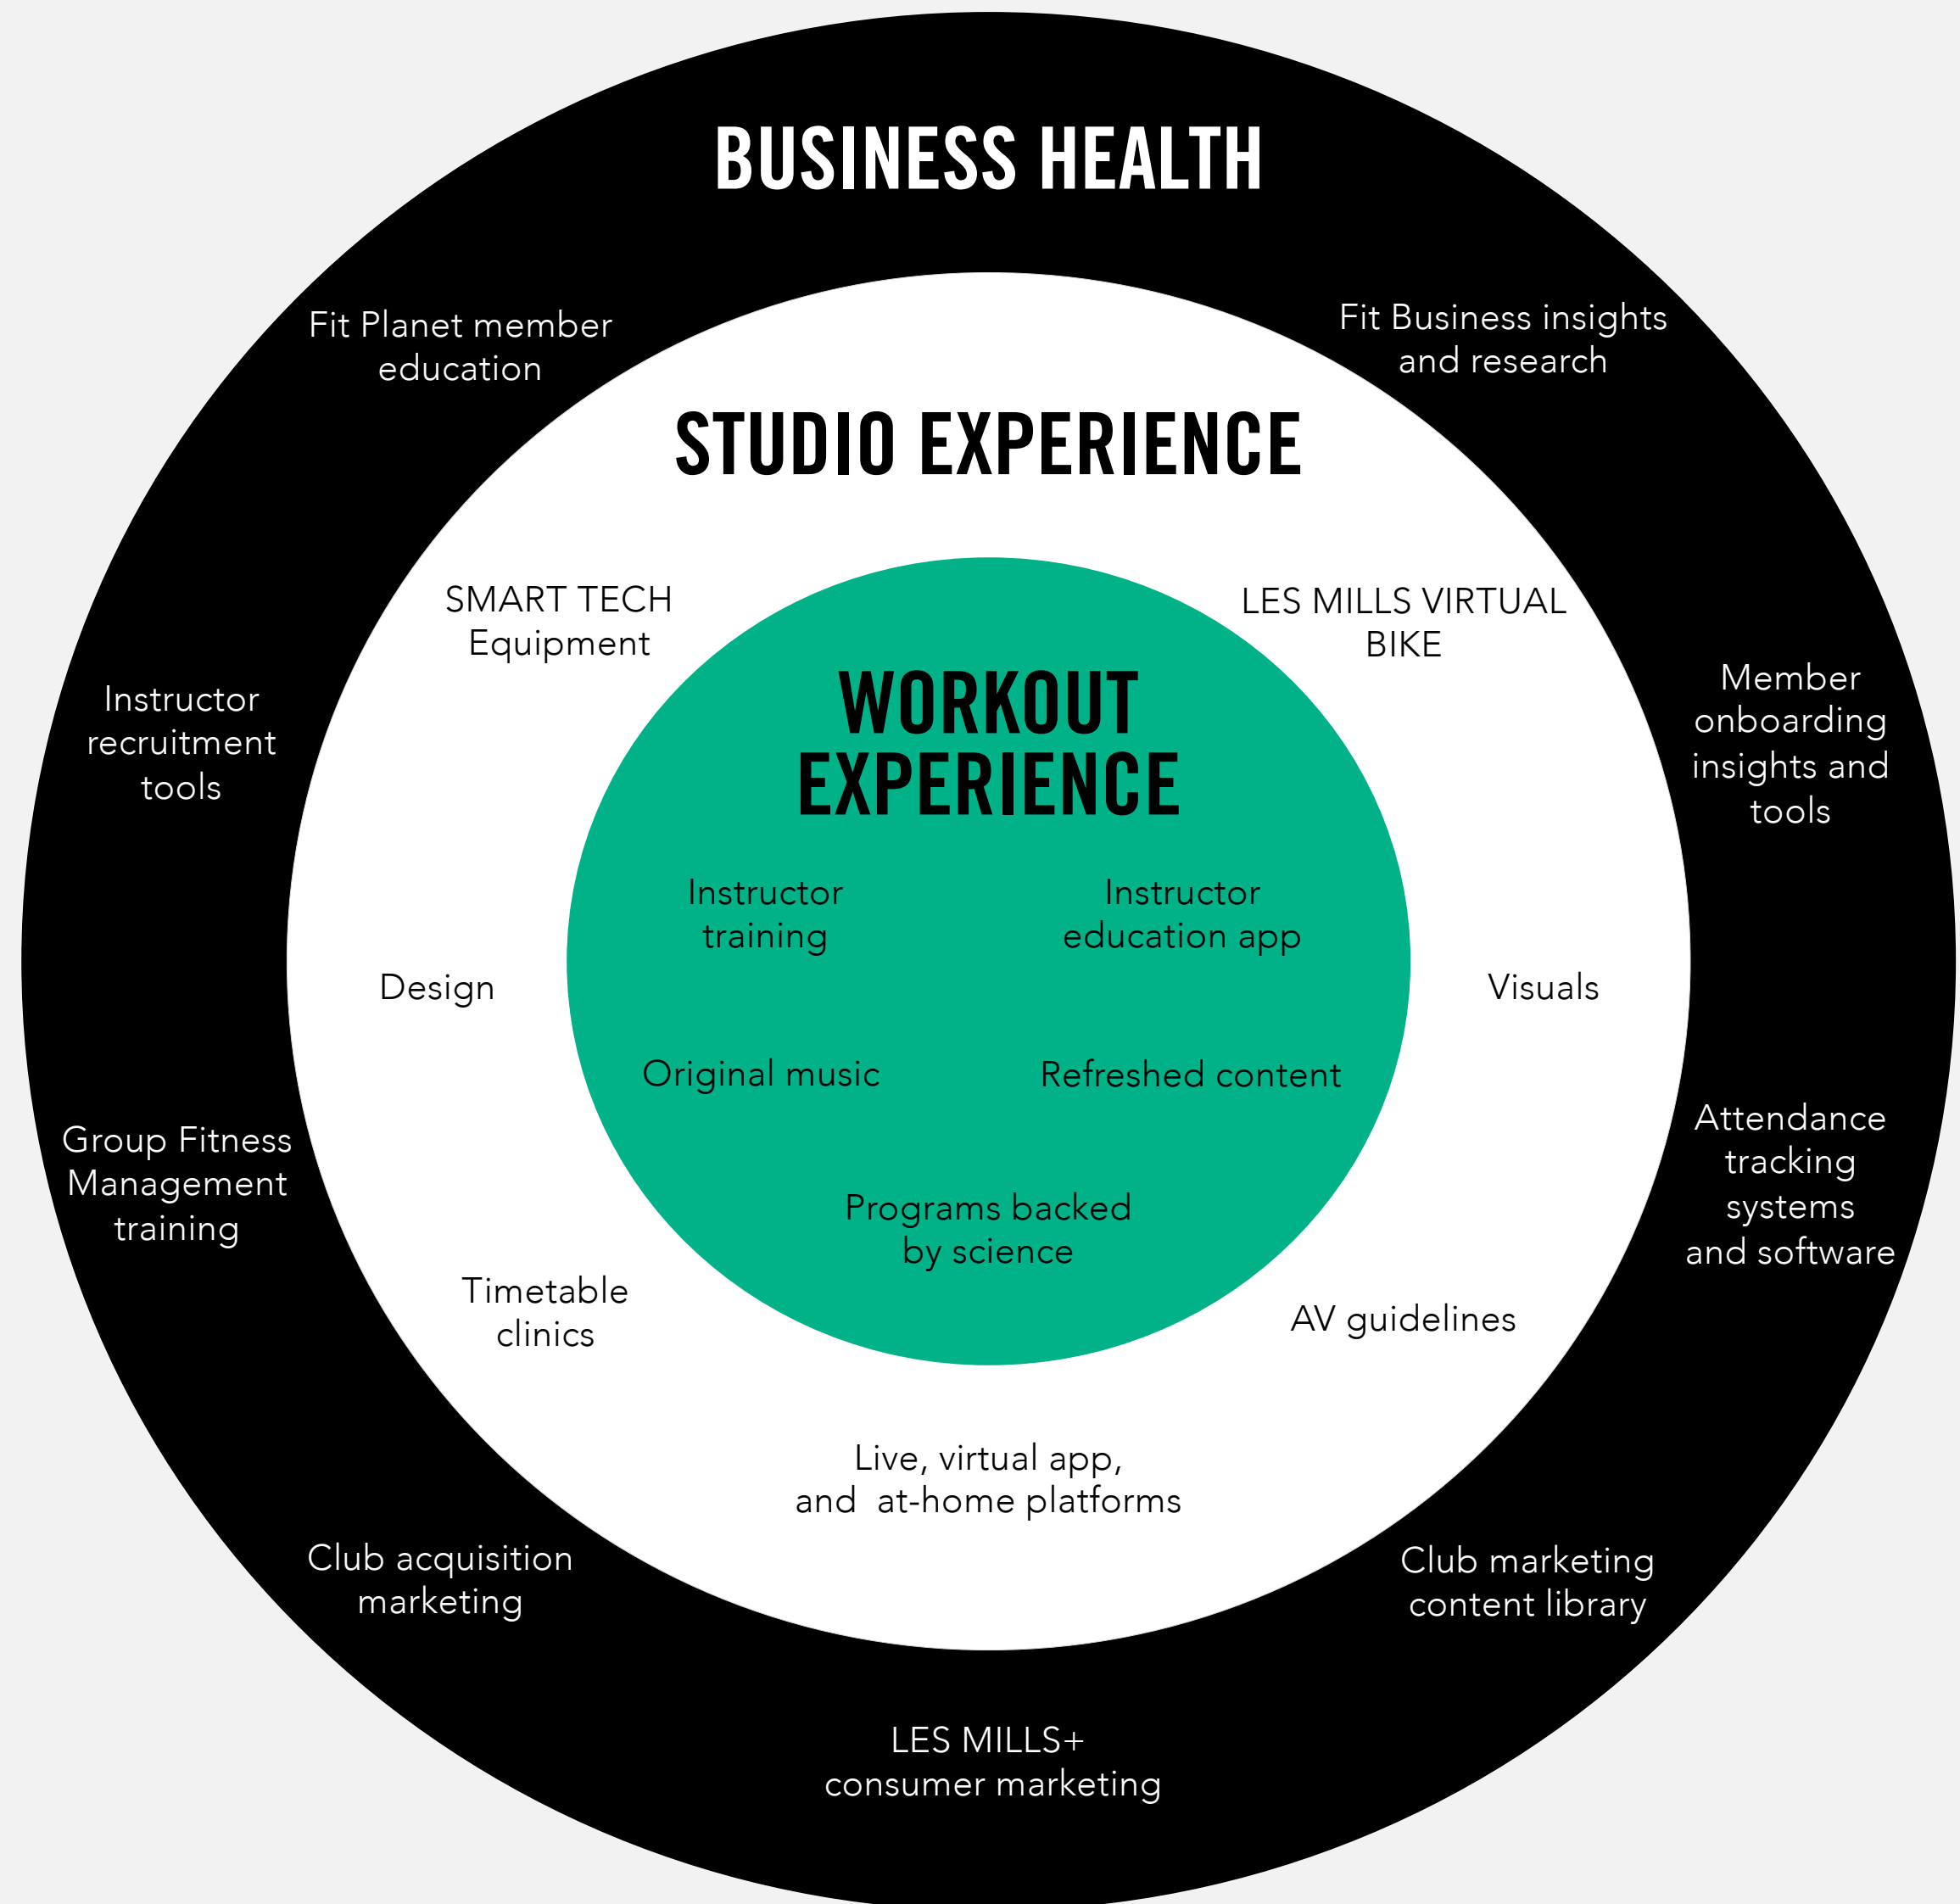 BUSINESS HEALTH
Fit Planet member
education
Fit Business insights
and research
STUDIO EXPERIENCE
SMART TECH
Equipment
LES MILLS VIRTUAL
BIKE
WORKOUT
EXPERIENCE
Instructor
recruitment
tools
Member
onboarding
insights and
tools
Instructor
training
Instructor
education app
Design
Visuals
Original music
Refreshed content
Group Fitness
Management
training
Attendance
tracking
systems
and software
Programs backed
by science
Timetable
clinics
AV guidelines
Live, virtual app,
and at-home platforms
Club acquisition
marketing
Club marketing
content library
LES MILLS+
consumer marketing